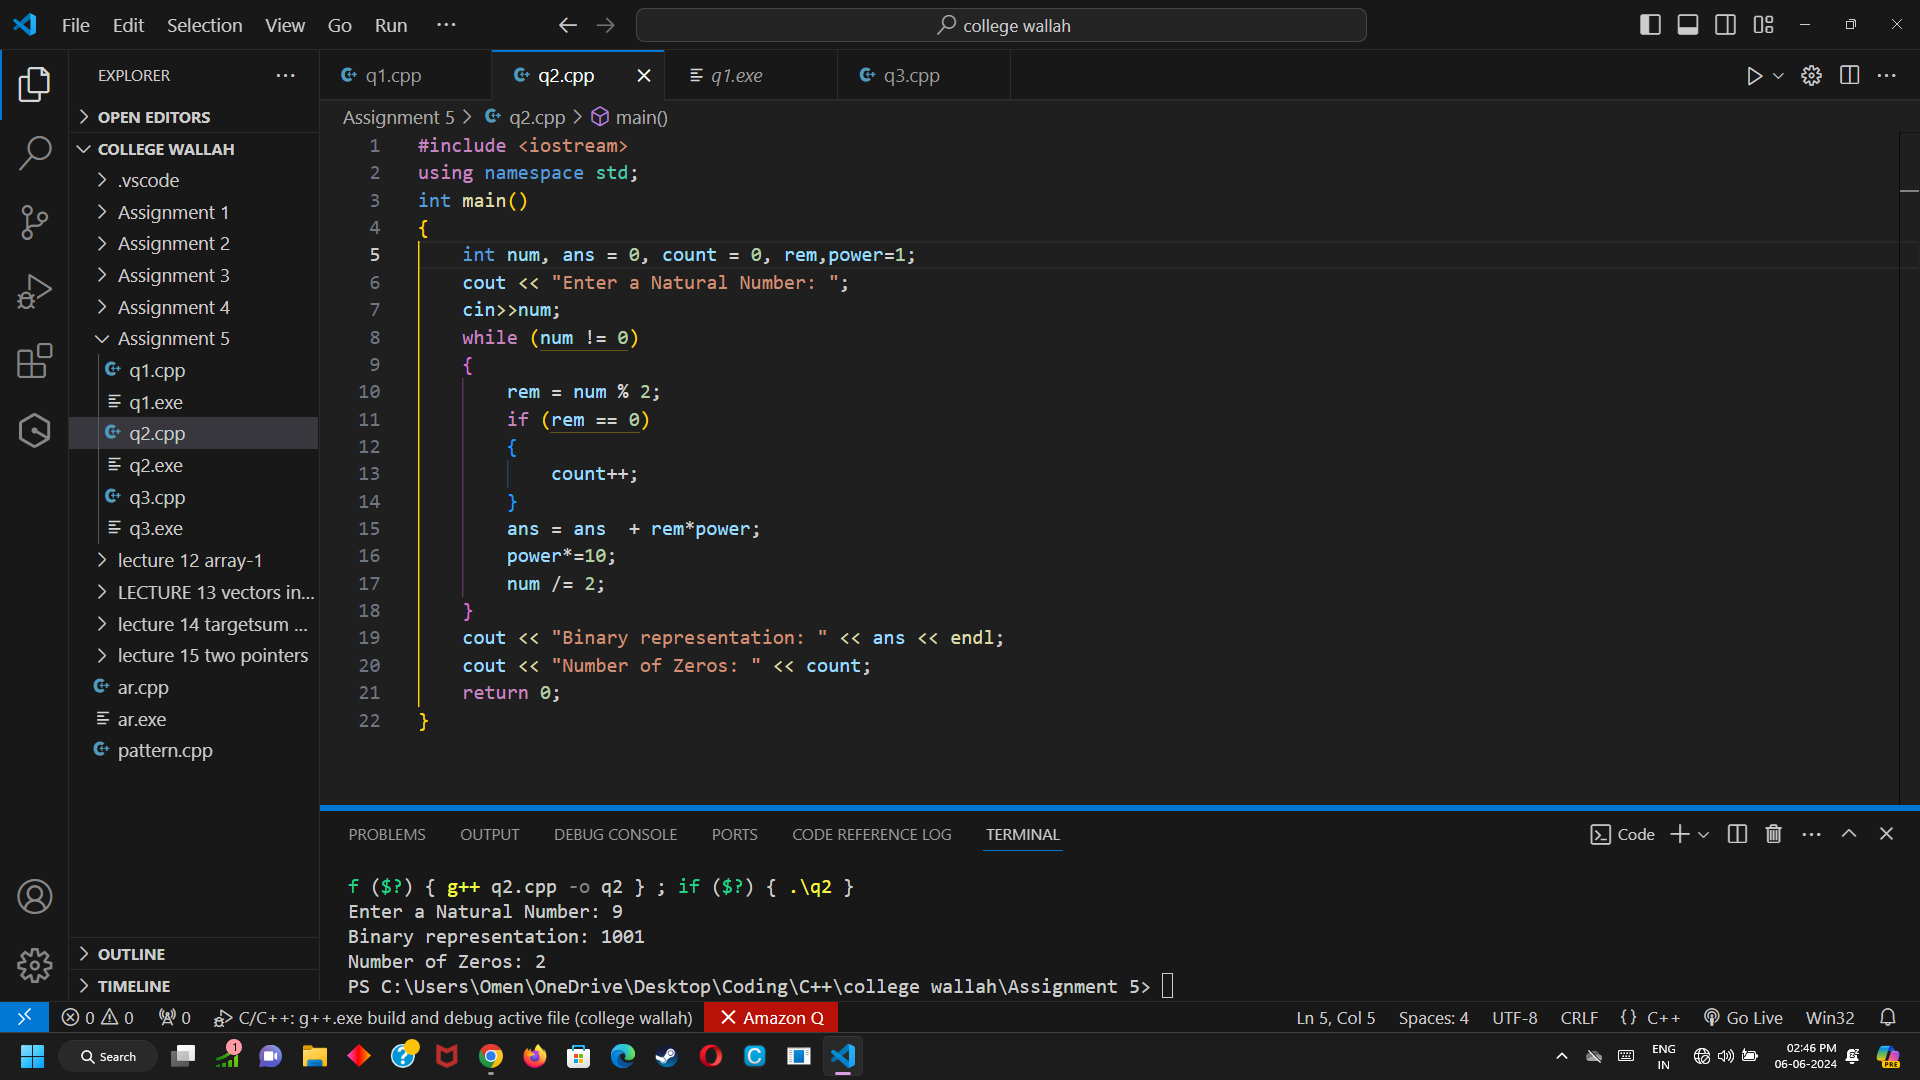 File Edit Selection View Go Run ··· college wallah
EXPLORER ···
OPEN EDITORS
COLLEGE WALLAH
.vscode
Assignment 1
Assignment 2
Assignment 3
Assignment 4
Assignment 5
q1.cpp
q1.exe
q2.cpp
q2.exe
q3.cpp
q3.exe
lecture 12 array-1
LECTURE 13 vectors in...
lecture 14 targetsum ...
lecture 15 two pointers
ar.cpp
ar.exe
pattern.cpp
OUTLINE
TIMELINE
q1.cpp q2.cpp q1.exe q3.cpp
Assignment 5 > q2.cpp > main()
1 #include <iostream>
2 using namespace std;
3 int main()
4 {
5 int num, ans = 0, count = 0, rem,power=1;
6 cout << "Enter a Natural Number: ";
7 cin>>num;
8 while (num != 0)
9 {
10 rem = num % 2;
11 if (rem == 0)
12 {
13 count++;
14 }
15 ans = ans  + rem*power;
16 power*=10;
17 num /= 2;
18 }
19 cout << "Binary representation: " << ans << endl;
20 cout << "Number of Zeros: " << count;
21 return 0;
22 }
PROBLEMS OUTPUT DEBUG CONSOLE PORTS CODE REFERENCE LOG TERMINAL Code
f ($?) { g++ q2.cpp -o q2 } ; if ($?) { .\q2 }
Enter a Natural Number: 9
Binary representation: 1001
Number of Zeros: 2
PS C:\Users\Omen\OneDrive\Desktop\Coding\C++\college wallah\Assignment 5>
0 0 0 C/C++: g++.exe build and debug active file (college wallah) Amazon Q Ln 5, Col 5 Spaces: 4 UTF-8 CRLF {} C++ Go Live Win32
Search 1 ENG IN 02:46 PM 06-06-2024 PRE